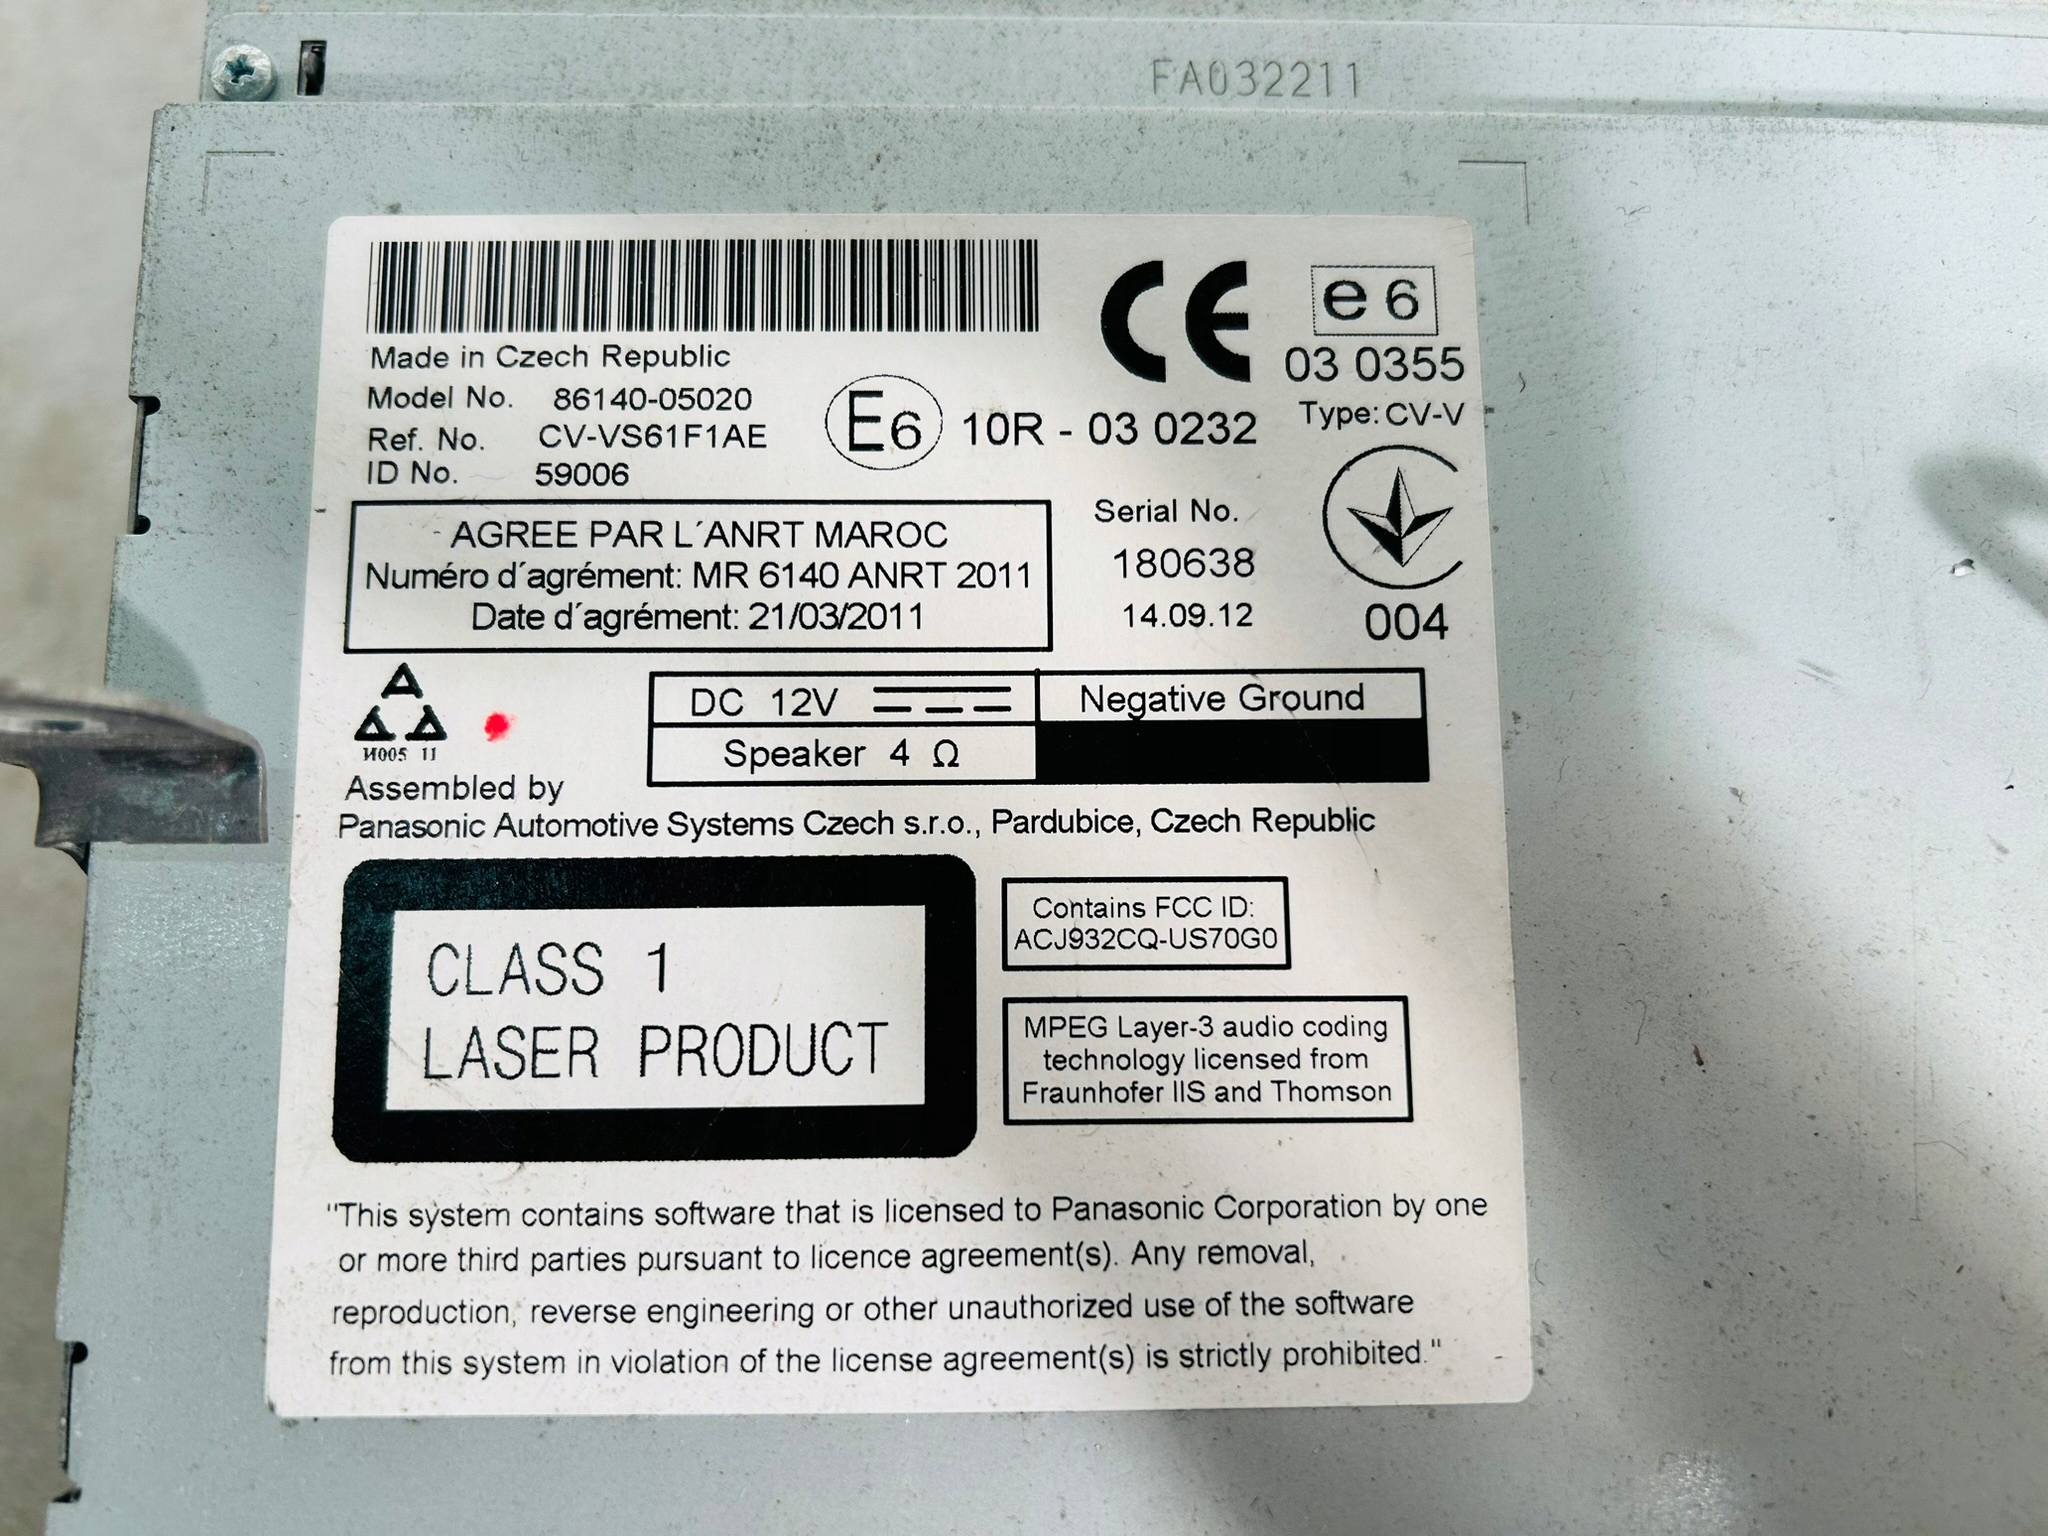 FA032211
CE
e6
03 0355
Type: CV-V
Made in Czech Republic
Model No. 86140-05020
Ref. No. CV-VS61F1AE
ID No. 59006
E6 10R - 03 0232
AGREE PAR L´ANRT MAROC
Numéro d´agrément: MR 6140 ANRT 2011
Date d´agrément: 21/03/2011
Serial No.
180638
14.09.12
004
И005 11
DC 12V
Negative Ground
Speaker 4 Ω
Assembled by
Panasonic Automotive Systems Czech s.r.o., Pardubice, Czech Republic
CLASS 1
LASER PRODUCT
Contains FCC ID:
ACJ932CQ-US70G0
MPEG Layer-3 audio coding
technology licensed from
Fraunhofer IIS and Thomson
"This system contains software that is licensed to Panasonic Corporation by one
or more third parties pursuant to licence agreement(s). Any removal,
reproduction, reverse engineering or other unauthorized use of the software
from this system in violation of the license agreement(s) is strictly prohibited."